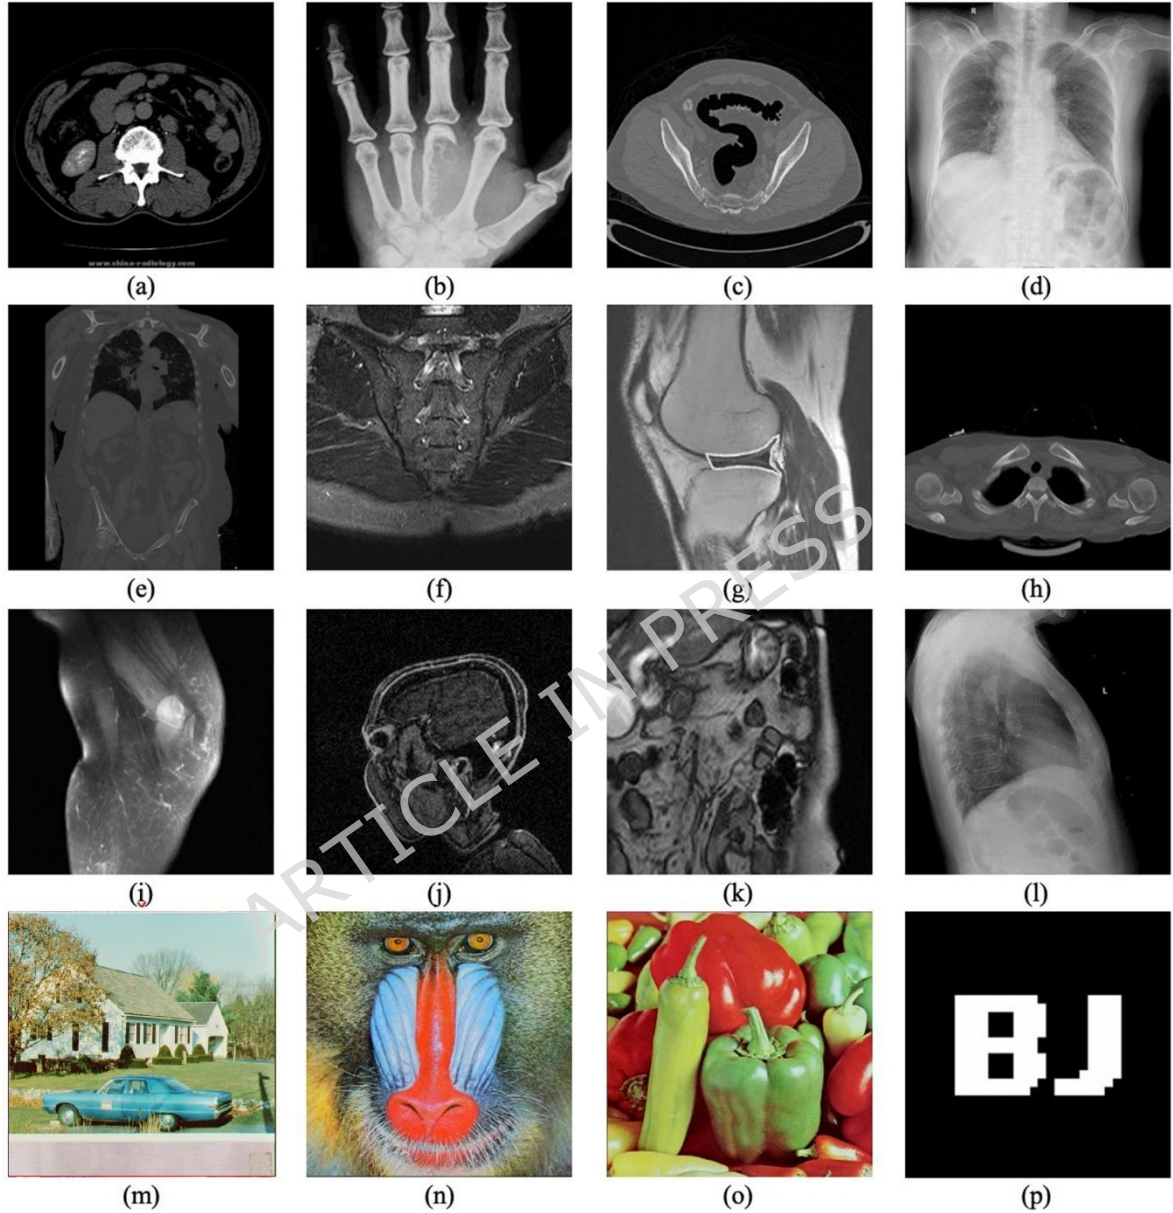 R
www.china-radiology.com
(a) (b) (c) (d)
(e) (f) (g) (h)
L
(i) (j) (k) (l)
BJ
(m) (n) (o) (p)
ARTICLE IN PRESS